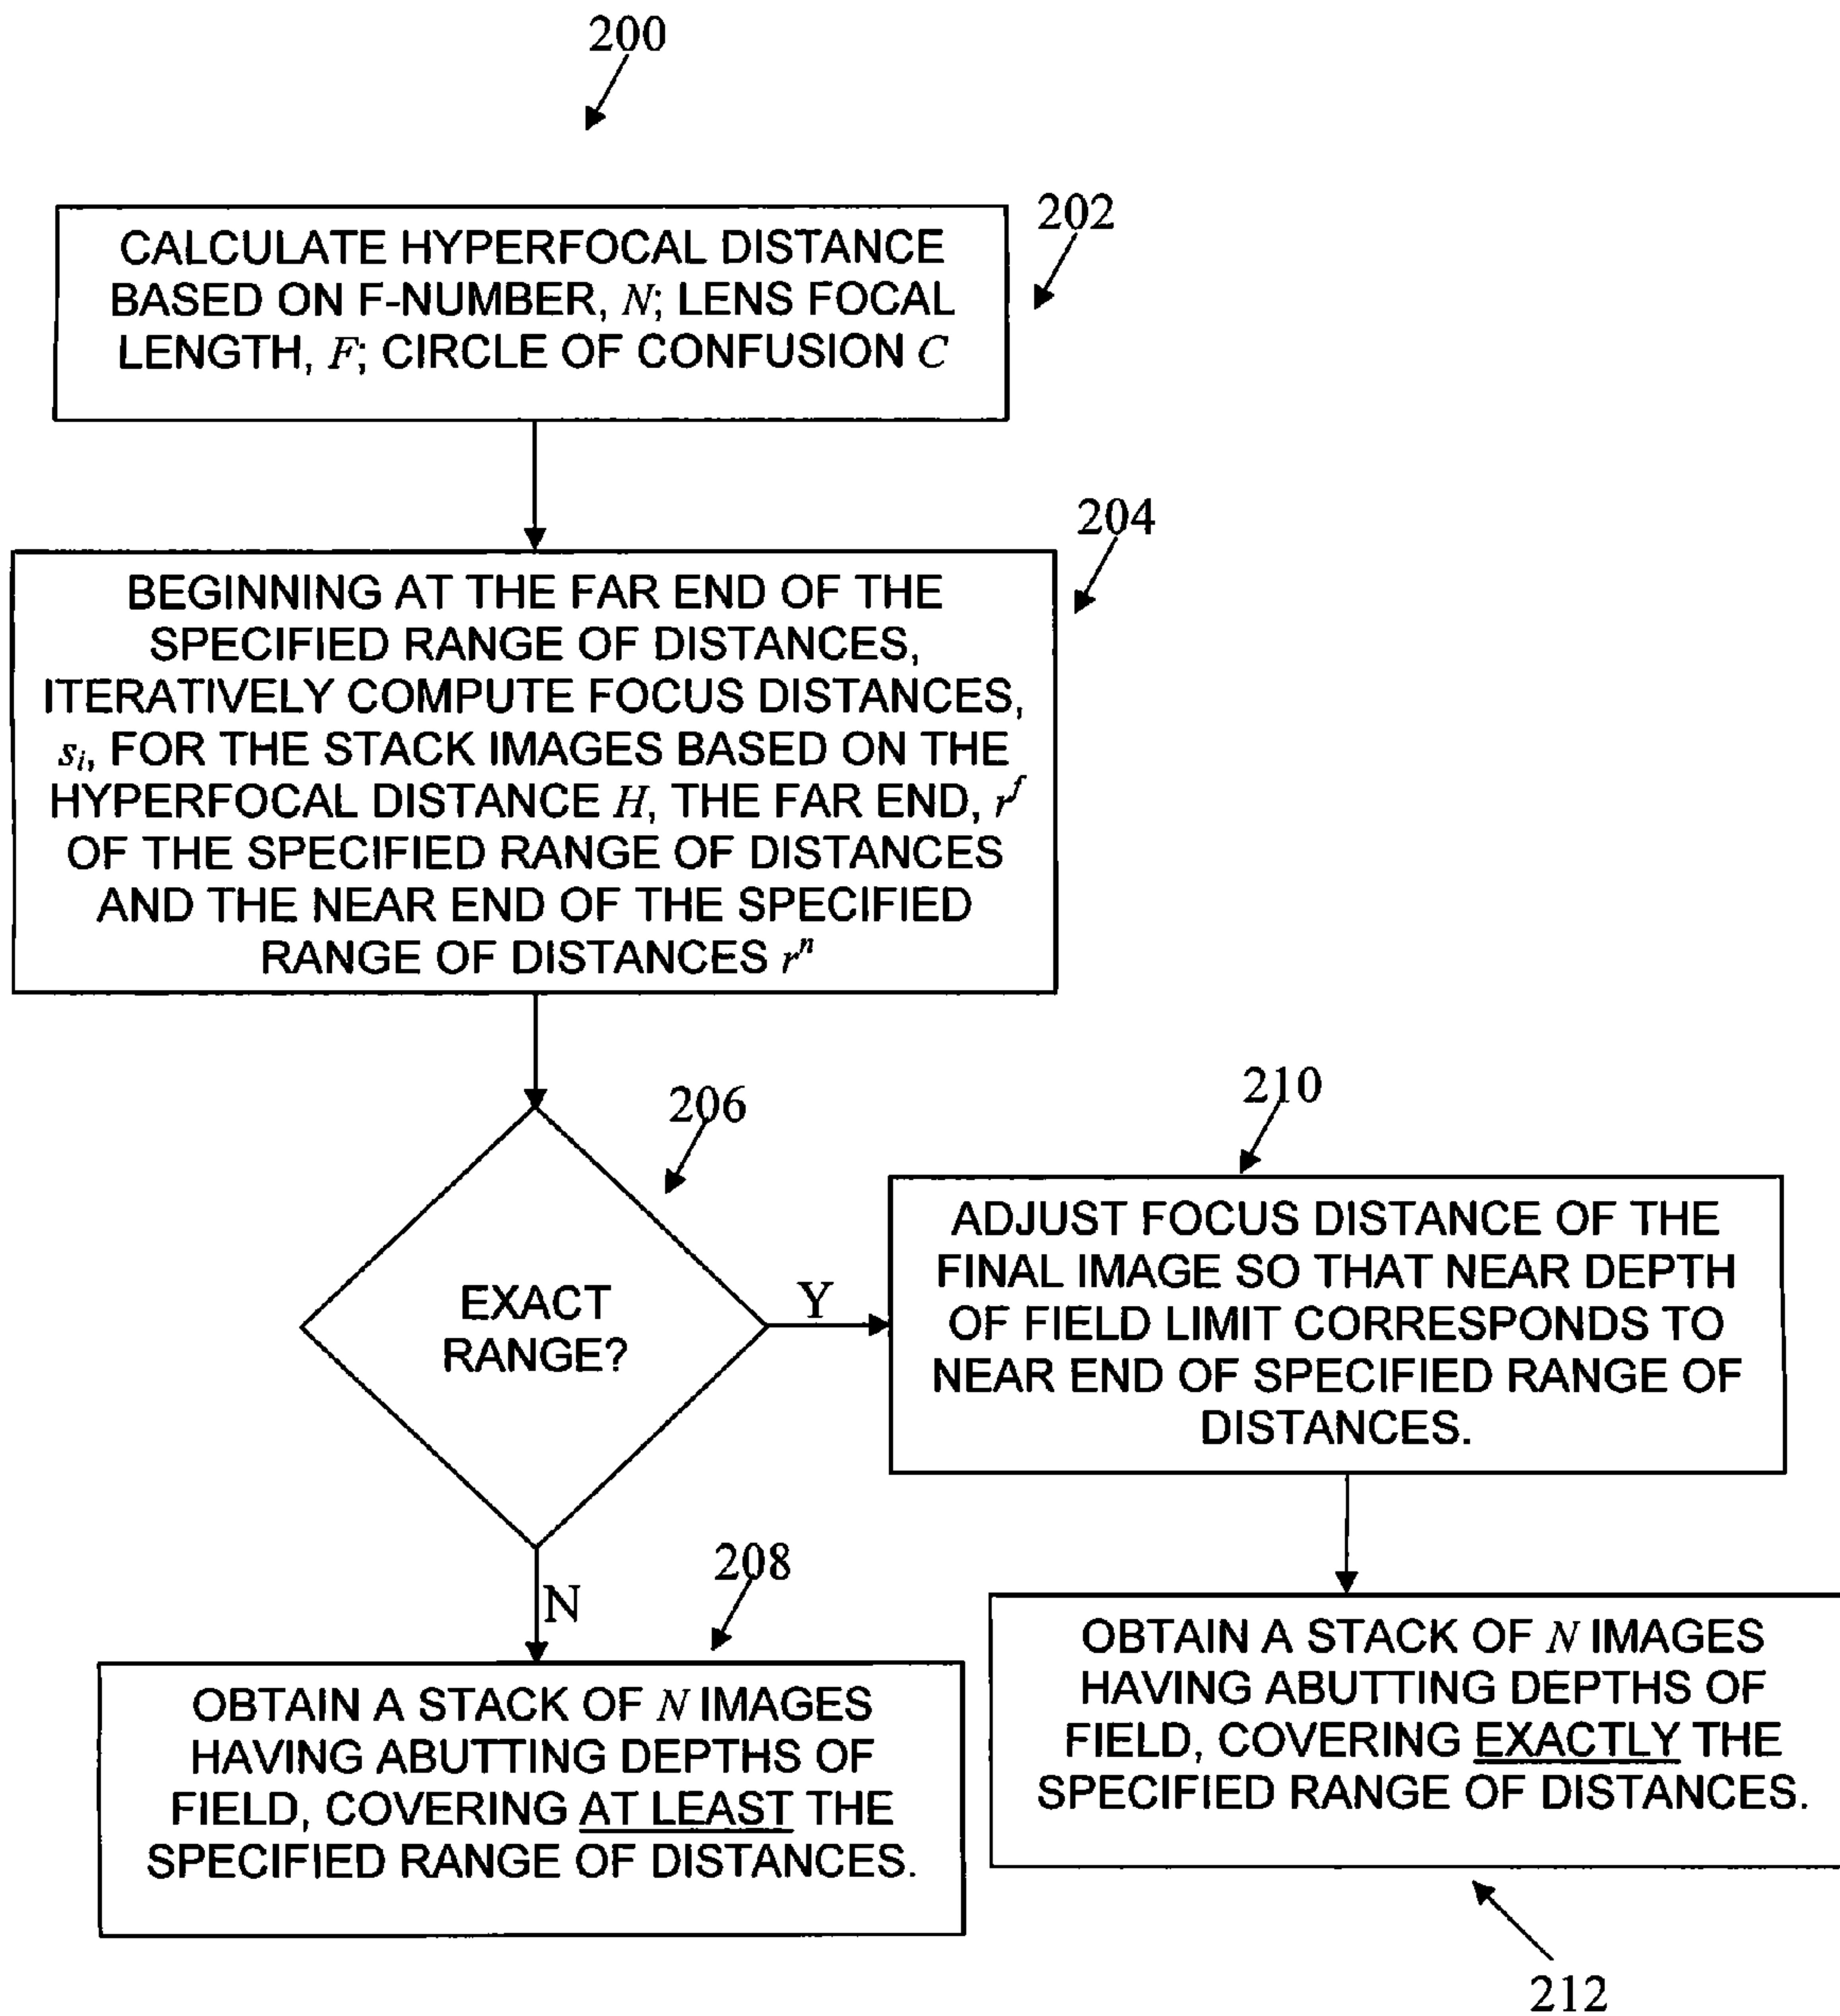 200
202
CALCULATE HYPERFOCAL DISTANCE
BASED ON F-NUMBER, N; LENS FOCAL
LENGTH, F; CIRCLE OF CONFUSION C
204
BEGINNING AT THE FAR END OF THE
SPECIFIED RANGE OF DISTANCES,
ITERATIVELY COMPUTE FOCUS DISTANCES,
si, FOR THE STACK IMAGES BASED ON THE
HYPERFOCAL DISTANCE H, THE FAR END, r^f
OF THE SPECIFIED RANGE OF DISTANCES
AND THE NEAR END OF THE SPECIFIED
RANGE OF DISTANCES r^n
206
EXACT
RANGE?
Y
210
ADJUST FOCUS DISTANCE OF THE
FINAL IMAGE SO THAT NEAR DEPTH
OF FIELD LIMIT CORRESPONDS TO
NEAR END OF SPECIFIED RANGE OF
DISTANCES.
N
208
OBTAIN A STACK OF N IMAGES
HAVING ABUTTING DEPTHS OF
FIELD, COVERING AT LEAST THE
SPECIFIED RANGE OF DISTANCES.
OBTAIN A STACK OF N IMAGES
HAVING ABUTTING DEPTHS OF
FIELD, COVERING EXACTLY THE
SPECIFIED RANGE OF DISTANCES.
212